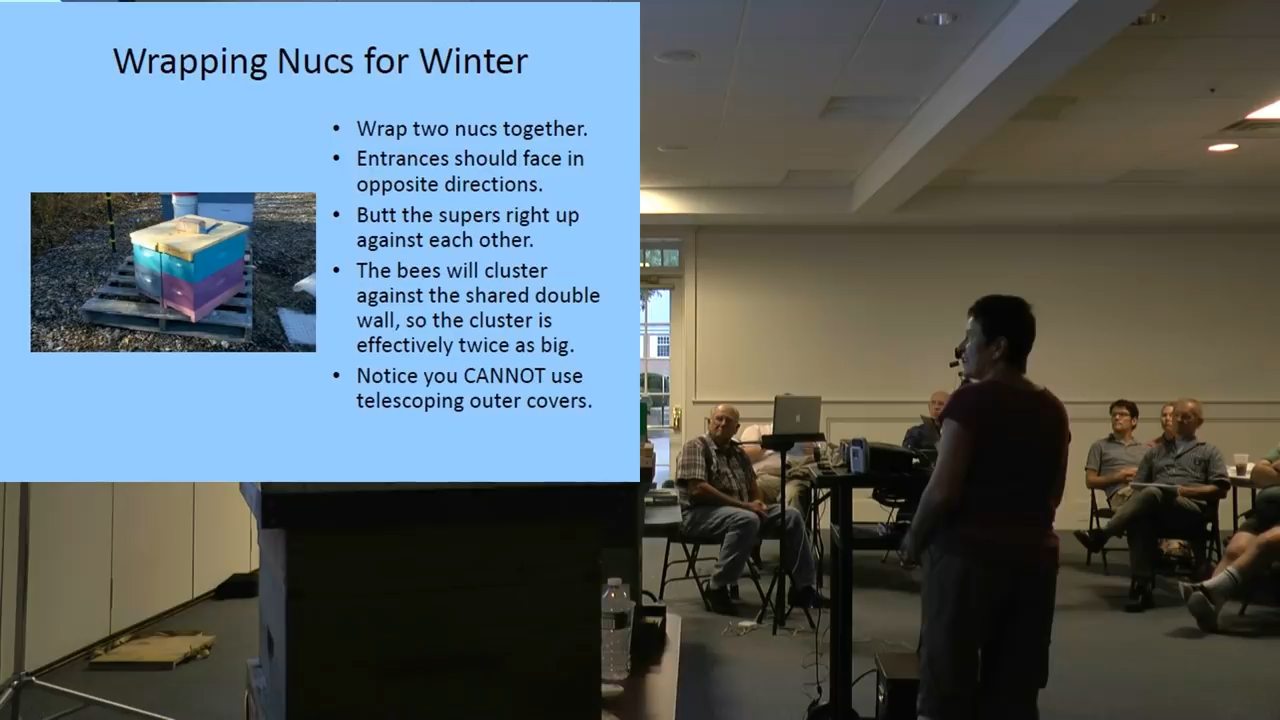 Wrapping Nucs for Winter
• Wrap two nucs together.
• Entrances should face in
opposite directions.
• Butt the supers right up
against each other.
• The bees will cluster
against the shared double
wall, so the cluster is
effectively twice as big.
• Notice you CANNOT use
telescoping outer covers.